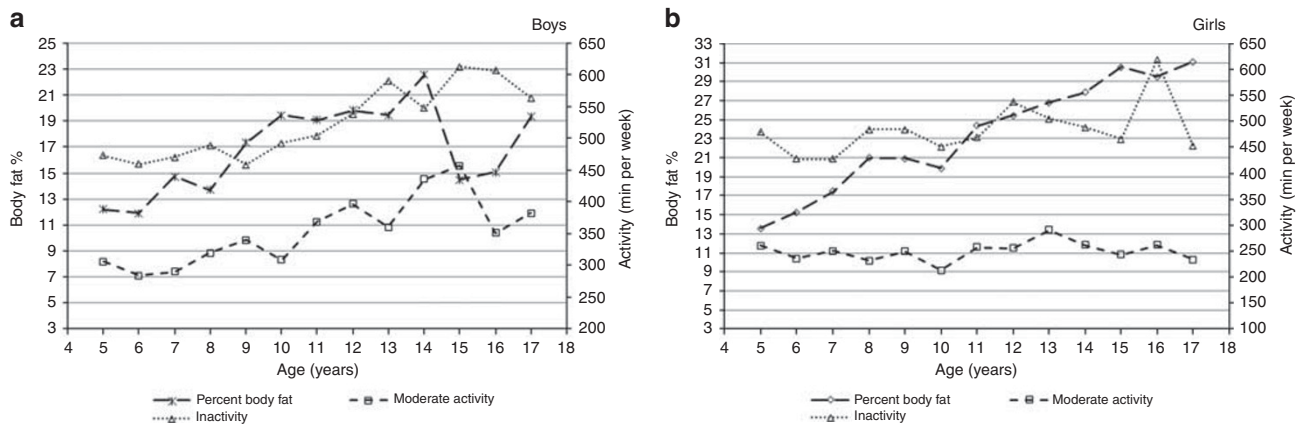 a
Boys
25
23
21
19
17
15
13
11
9
7
5
3
Body fat %
650
600
550
500
450
400
350
300
250
200
Activity (min per week)
4 5 6 7 8 9 10 11 12 13 14 15 16 17 18
Age (years)
Percent body fat
Moderate activity
Inactivity
b
Girls
33
31
29
27
25
23
21
19
17
15
13
11
9
7
5
3
Body fat %
650
600
550
500
450
400
350
300
250
200
150
100
Activity (min per week)
4 5 6 7 8 9 10 11 12 13 14 15 16 17 18
Age (years)
Percent body fat
Moderate activity
Inactivity